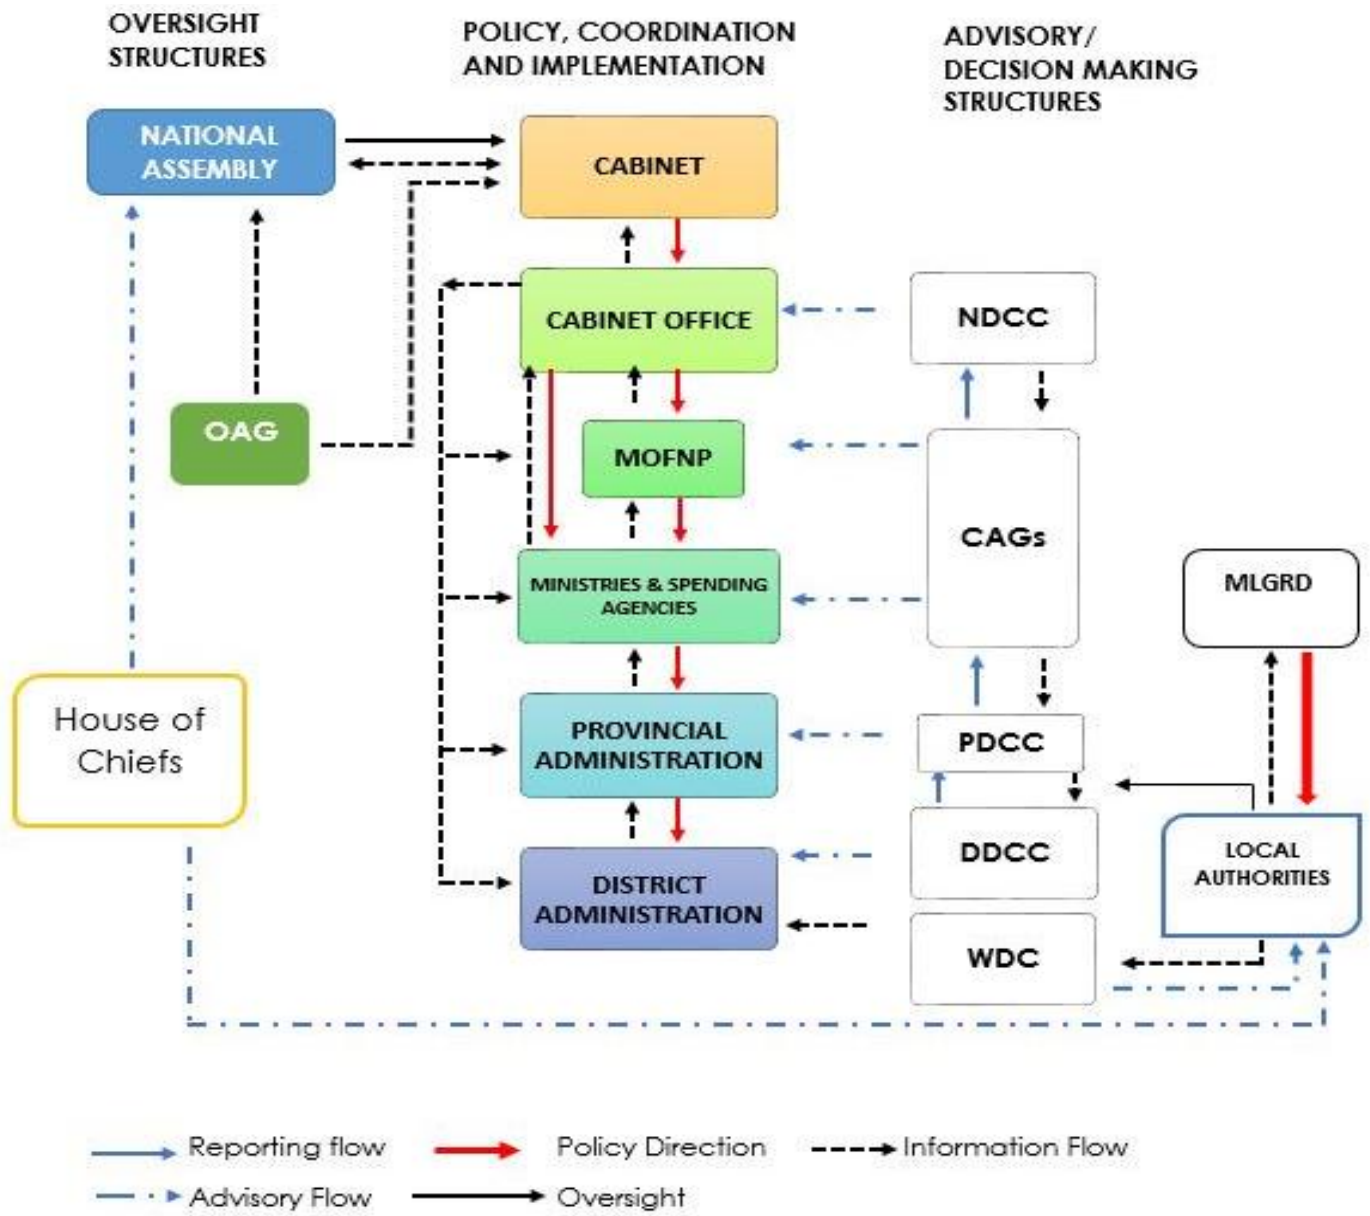 OVERSIGHT
STRUCTURES
POLICY, COORDINATION
AND IMPLEMENTATION
ADVISORY/
DECISION MAKING
STRUCTURES
NATIONAL
ASSEMBLY
CABINET
CABINET OFFICE
NDCC
OAG
MOFNP
CAGs
MINISTRIES & SPENDING
AGENCIES
MLGRD
House of
Chiefs
PROVINCIAL
ADMINISTRATION
PDCC
DDCC
LOCAL
AUTHORITIES
DISTRICT
ADMINISTRATION
WDC
Reporting flow
Policy Direction
Information Flow
Advisory Flow
Oversight